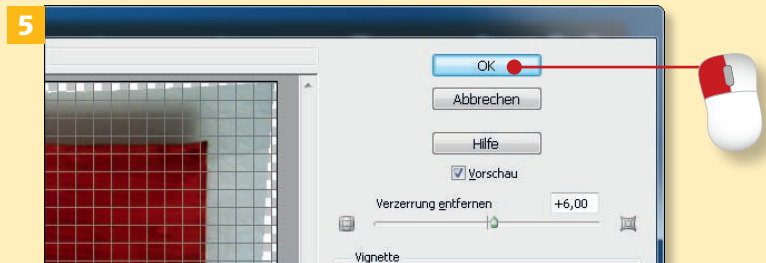 5
OK
Abbrechen
Hilfe
Vorschau
Verzerrung entfernen +6,00
Vignette